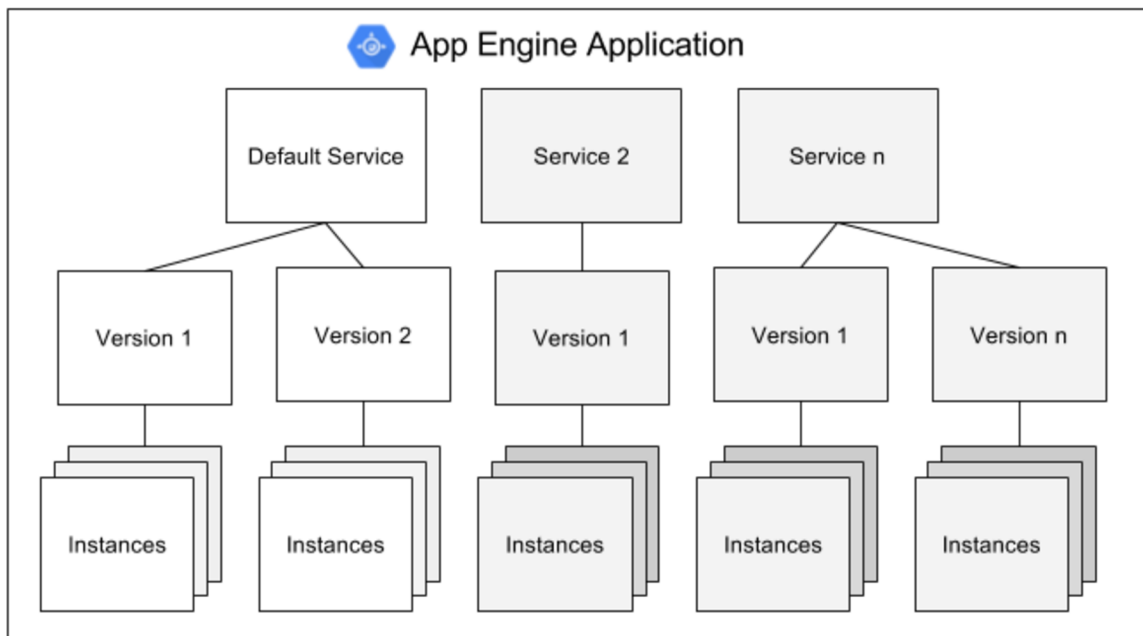 App Engine Application
Default Service
Service 2
Service n
Version 1
Version 2
Version 1
Version 1
Version n
Instances
Instances
Instances
Instances
Instances